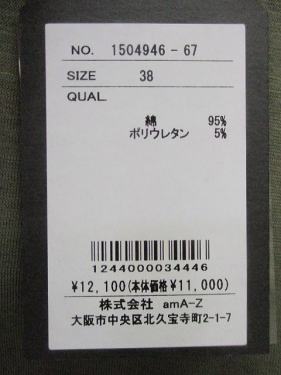 NO. 1504946-67
SIZE 38
QUAL.
綿 95%
ポリウレタン 5%
1244000034446
¥12,100(本体価格¥11,000)
株式会社 amA-Z
大阪市中央区北久宝寺町2-1-7